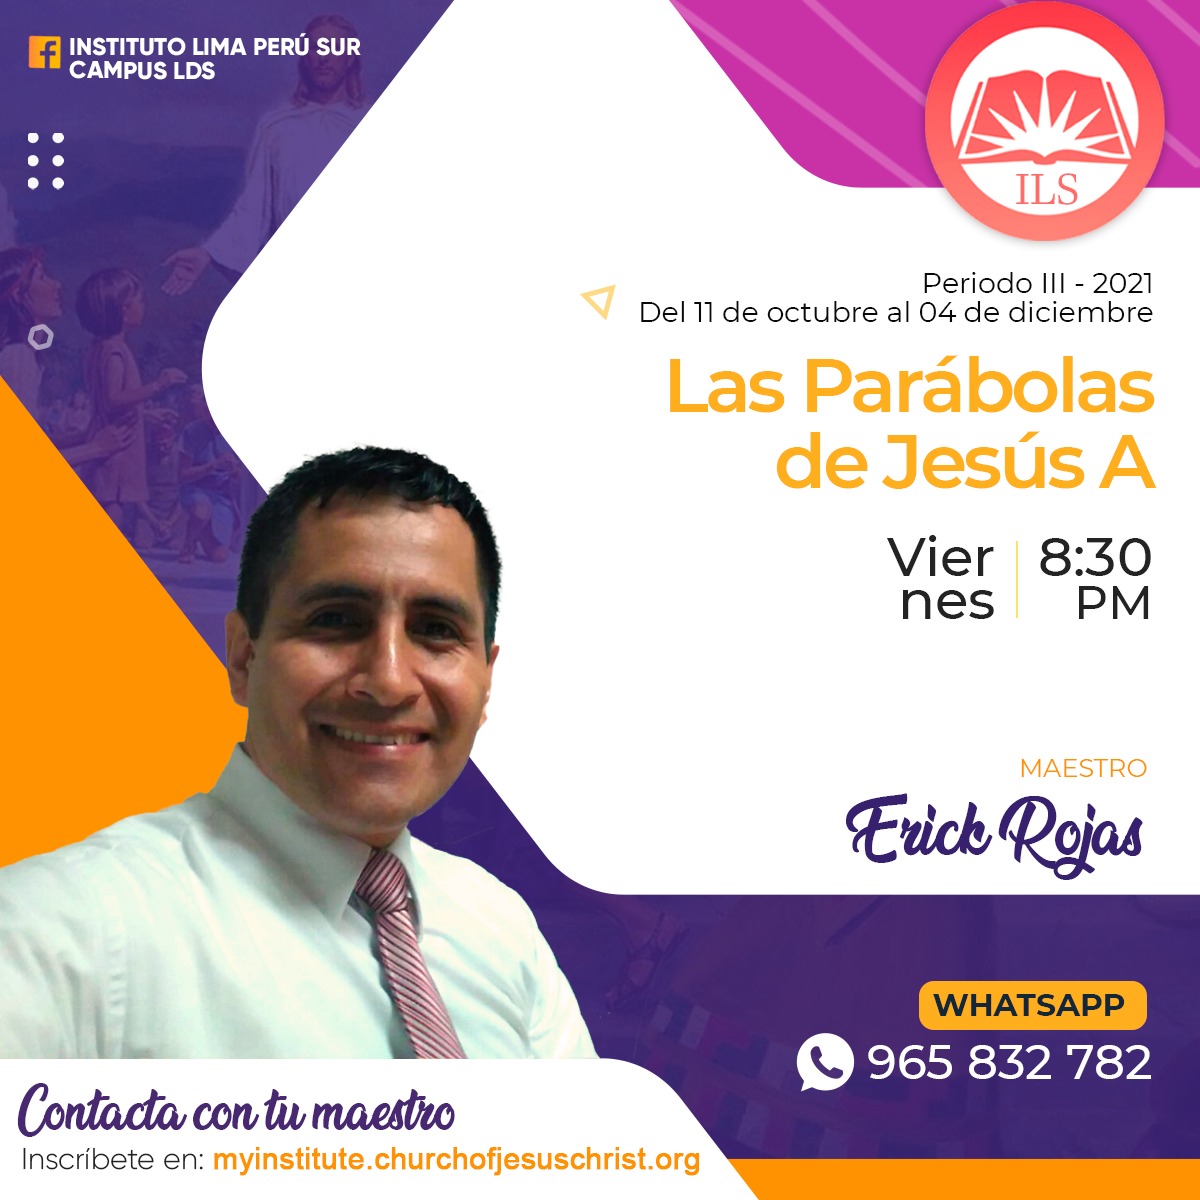 INSTITUTO LIMA PERÚ SUR
CAMPUS LDS
ILS
Periodo III - 2021
Del 11 de octubre al 04 de diciembre
Las Parábolas
de Jesús A
Vier
nes
8:30
PM
MAESTRO
Erick Rojas
WHATSAPP
965 832 782
Contacta con tu maestro
Inscríbete en: myinstitute.churchofjesuschrist.org